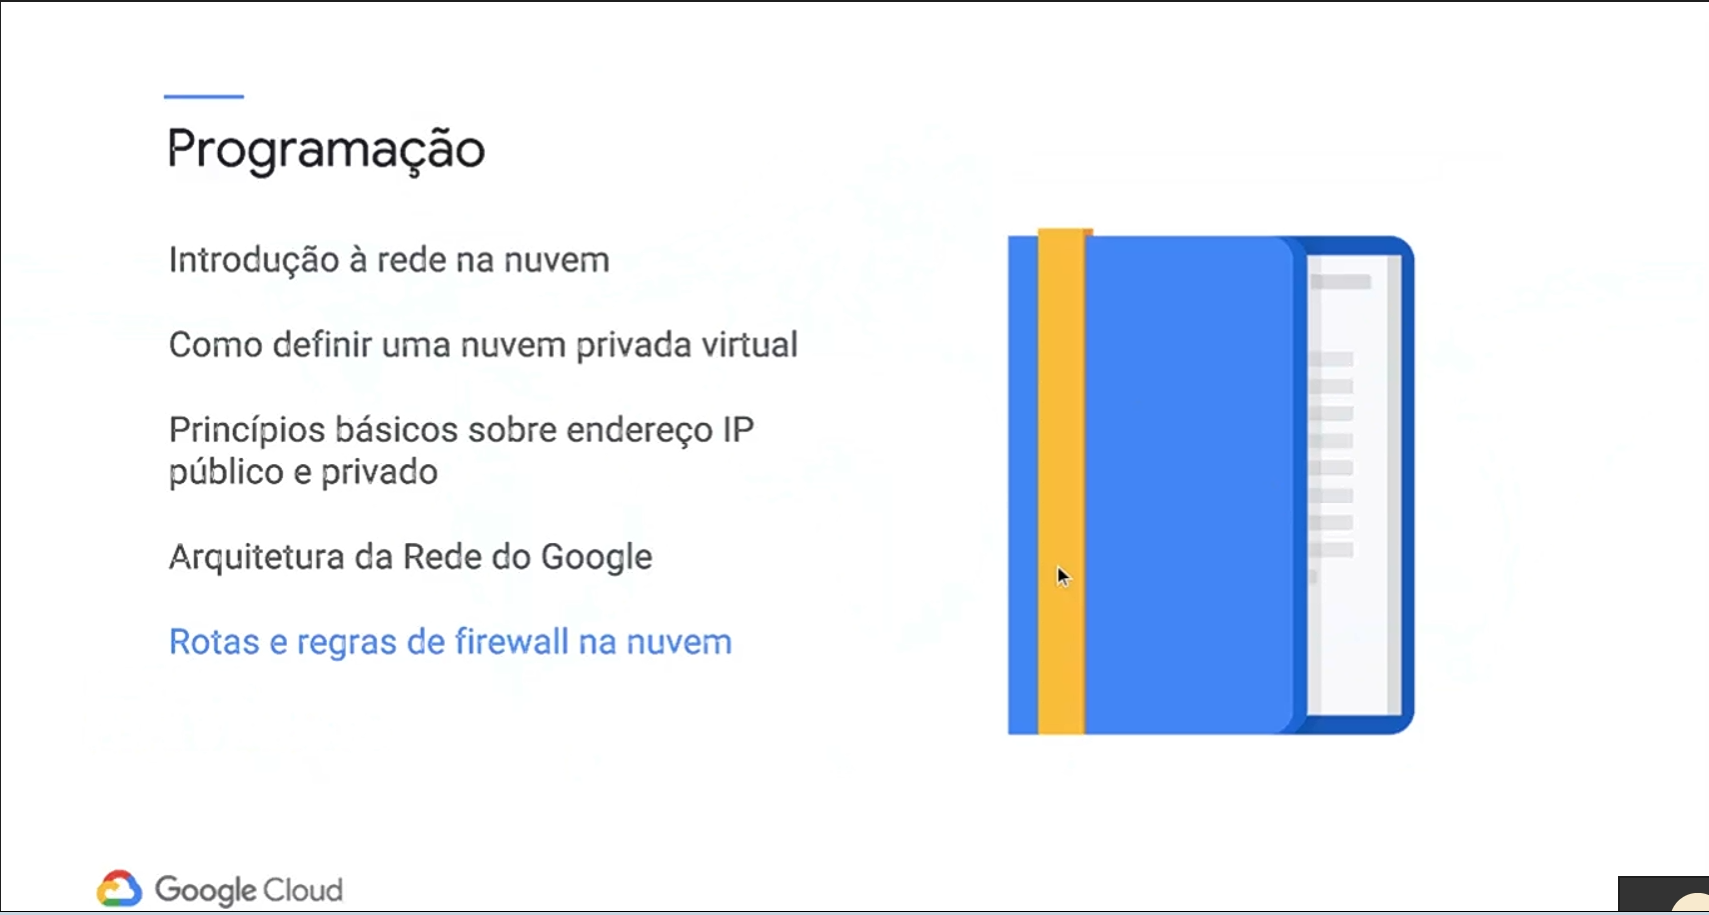 Programação
Introdução à rede na nuvem
Como definir uma nuvem privada virtual
Princípios básicos sobre endereço IP
público e privado
Arquitetura da Rede do Google
Rotas e regras de firewall na nuvem
Google Cloud